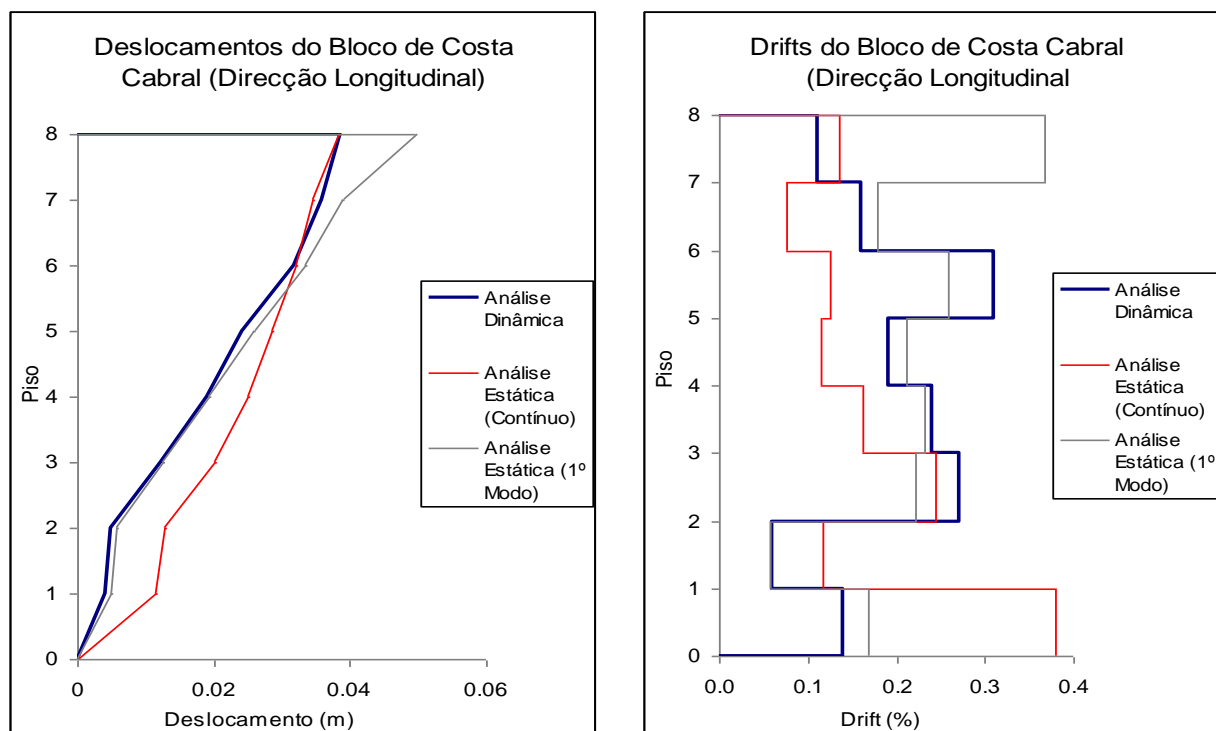 Deslocamentos do Bloco de Costa
Cabral (Direcção Longitudinal)
8
7
6
5
4
3
2
1
0
Piso
0
0.02
0.04
0.06
Deslocamento (m)
Análise
Dinâmica
Análise
Estática
(Contínuo)
Análise
Estática (1º
Modo)
Drifts do Bloco de Costa Cabral
(Direcção Longitudinal
8
7
6
5
4
3
2
1
0
Piso
0.0
0.1
0.2
0.3
0.4
Drift (%)
Análise
Dinâmica
Análise
Estática
(Contínuo)
Análise
Estática (1º
Modo)